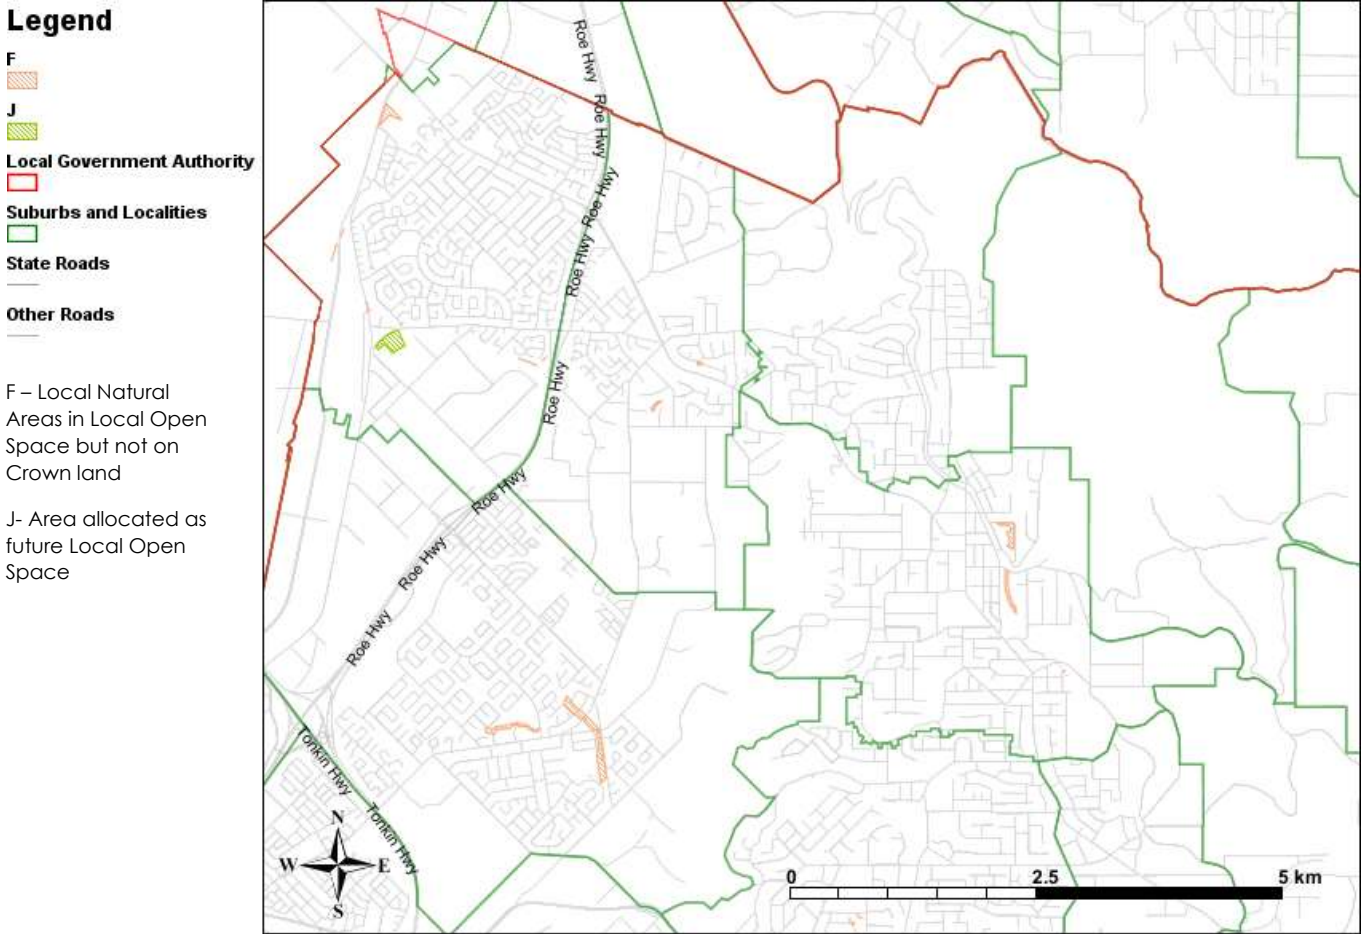 Legend
F
J
Local Government Authority
Suburbs and Localities
State Roads
Other Roads
F – Local Natural
Areas in Local Open
Space but not on
Crown land
J- Area allocated as
future Local Open
Space
Roe Hwy
Roe Hwy
Roe Hwy
Roe Hwy
Roe Hwy
Roe Hwy
Roe Hwy
Roe Hwy
Tonkin Hwy
Tonkin Hwy
N
W E
S
0 2.5 5 km